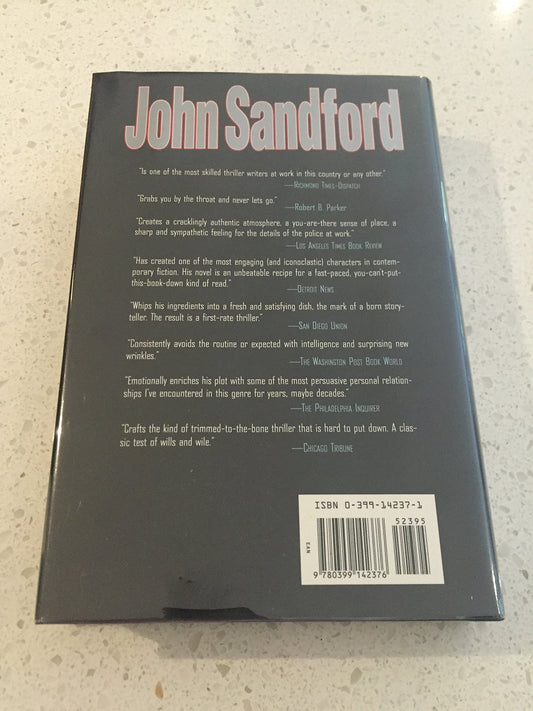 John Sandford
"Is one of the most skilled thriller writers at work in this country or any other."
—RICHMOND TIMES-DISPATCH
"Grabs you by the throat and never lets go."
—Robert B. Parker
"Creates a cracklingly authentic atmosphere, a you-are-there sense of place, a
sharp and sympathetic feeling for the details of the police at work."
—LOS ANGELES TIMES BOOK REVIEW
"Has created one of the most engaging (and iconoclastic) characters in contem-
porary fiction. His novel is an unbeatable recipe for a fast-paced, you-can't-put-
this-book-down kind of read."
—DETROIT NEWS
"Whips his ingredients into a fresh and satisfying dish, the mark of a born story-
teller. The result is a first-rate thriller."
—SAN DIEGO UNION
"Consistently avoids the routine or expected with intelligence and surprising new
wrinkles."
—THE WASHINGTON POST BOOK WORLD
"Emotionally enriches his plot with some of the most persuasive personal relation-
ships I've encountered in this genre for years, maybe decades."
—THE PHILADELPHIA INQUIRER
"Crafts the kind of trimmed-to-the-bone thriller that is hard to put down. A clas-
sic test of wills and wile."
—CHICAGO TRIBUNE
ISBN 0-399-14237-1
52395
EAN
9 780399 142376